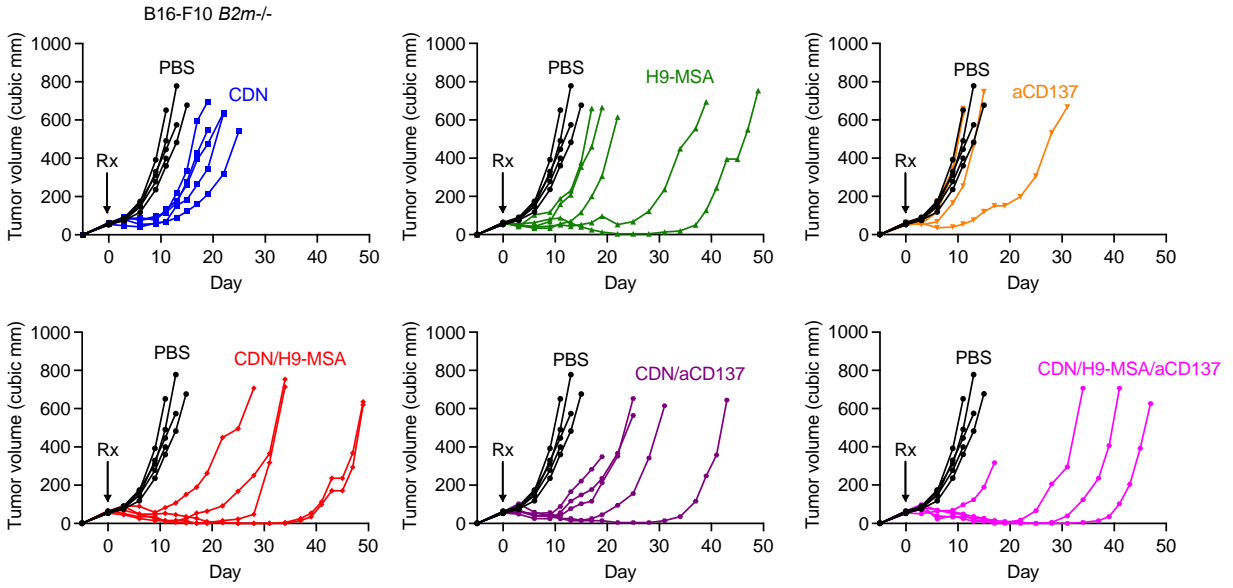 B16-F10 B2m-/-
Tumor volume (cubic mm)
1000
800
600
400
200
0
PBS
CDN
Rx
0 10 20 30 40 50
Day
Tumor volume (cubic mm)
1000
800
600
400
200
0
PBS
H9-MSA
Rx
0 10 20 30 40 50
Day
Tumor volume (cubic mm)
1000
800
600
400
200
0
PBS
aCD137
Rx
0 10 20 30 40 50
Day
Tumor volume (cubic mm)
1000
800
600
400
200
0
PBS
CDN/H9-MSA
Rx
0 10 20 30 40 50
Day
Tumor volume (cubic mm)
1000
800
600
400
200
0
PBS
CDN/aCD137
Rx
0 10 20 30 40 50
Day
Tumor volume (cubic mm)
1000
800
600
400
200
0
PBS
CDN/H9-MSA/aCD137
Rx
0 10 20 30 40 50
Day